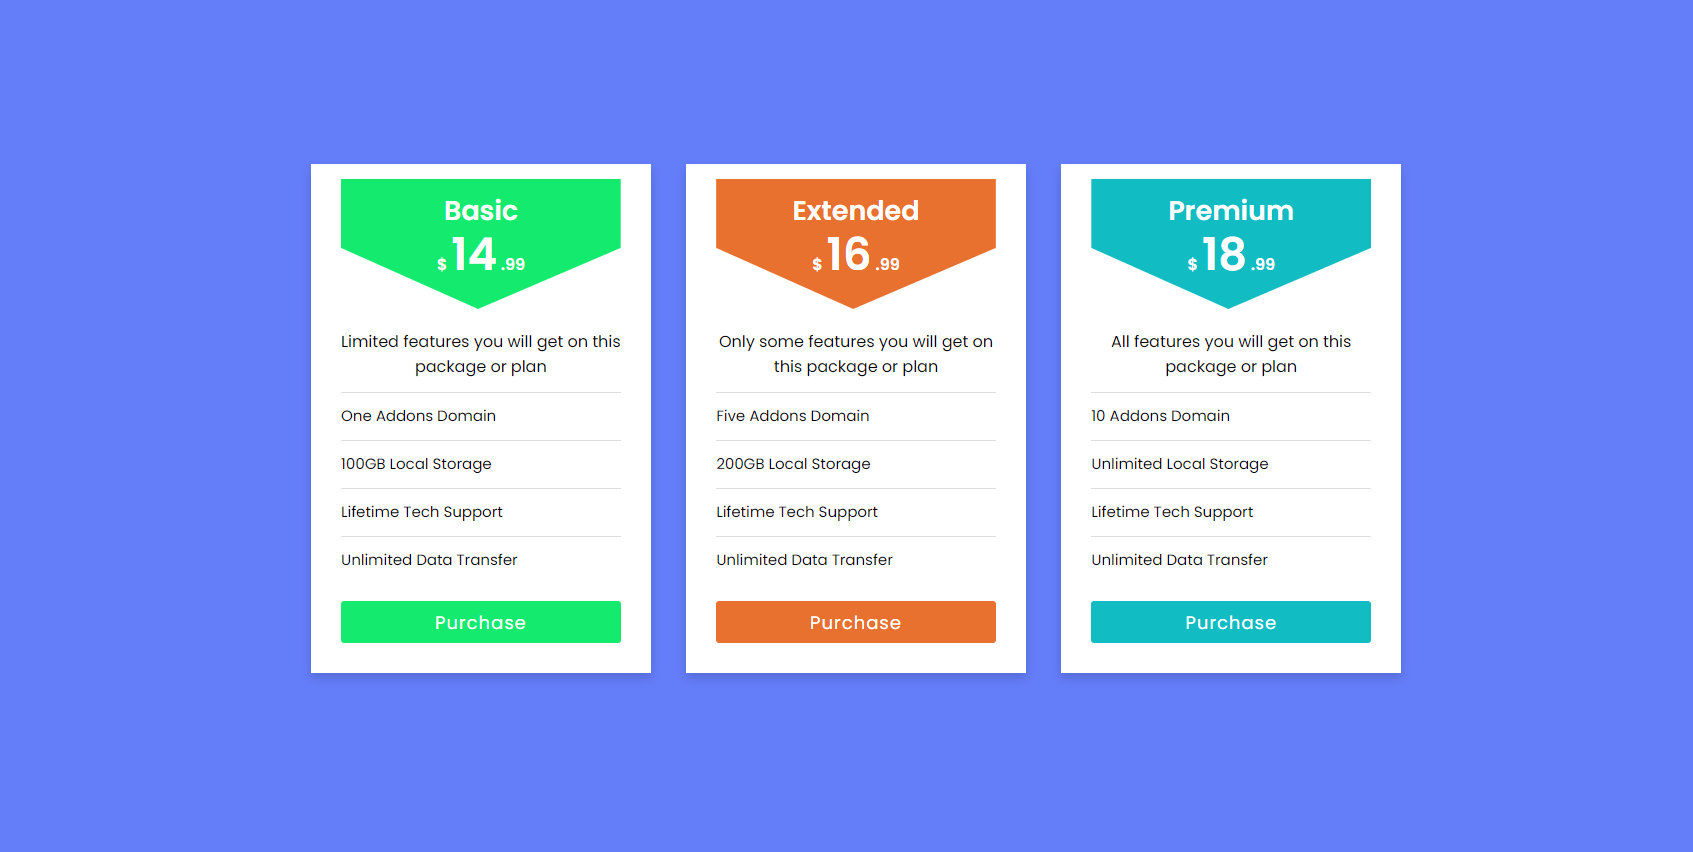 Basic
$ 14 .99
Limited features you will get on this
package or plan
One Addons Domain
100GB Local Storage
Lifetime Tech Support
Unlimited Data Transfer
Purchase
Extended
$ 16 .99
Only some features you will get on
this package or plan
Five Addons Domain
200GB Local Storage
Lifetime Tech Support
Unlimited Data Transfer
Purchase
Premium
$ 18 .99
All features you will get on this
package or plan
10 Addons Domain
Unlimited Local Storage
Lifetime Tech Support
Unlimited Data Transfer
Purchase